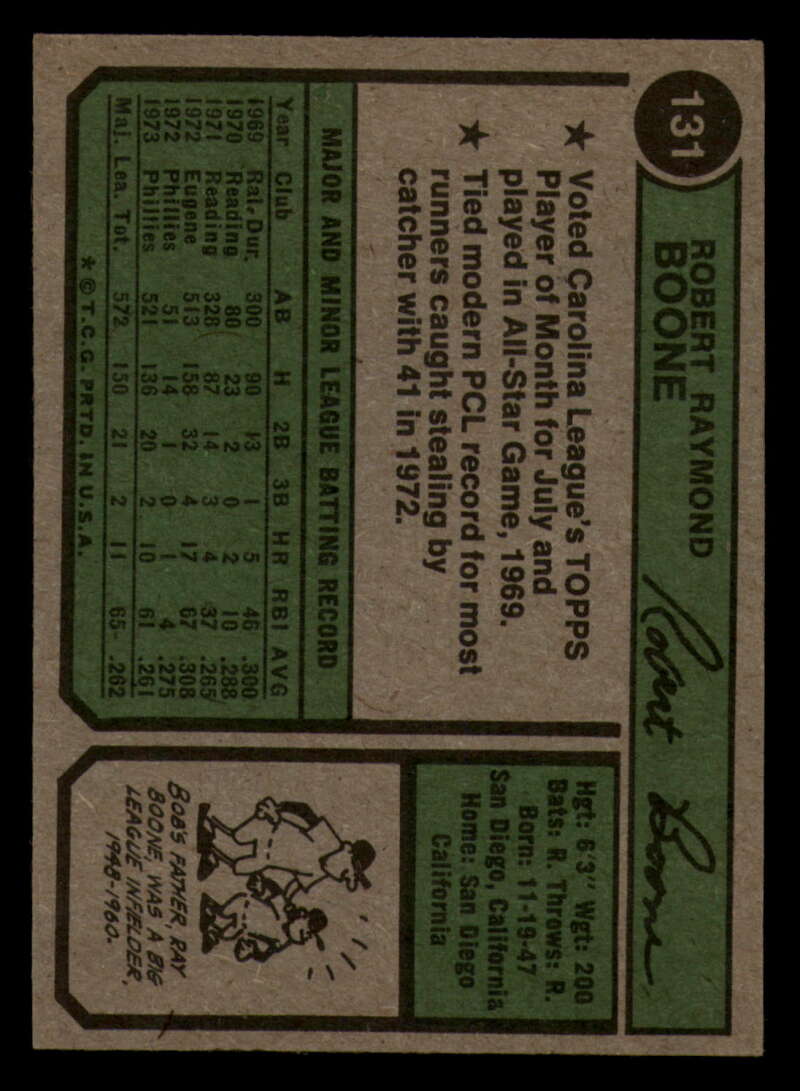 131
ROBERT RAYMOND
BOONE
Robert Boone
★ Voted Carolina League's TOPPS
Player of Month for July and
played in All-Star Game, 1969.
★ Tied modern PCL record for most
runners caught stealing by
catcher with 41 in 1972.
Hgt: 6'3" Wgt: 200
Bats: R. Throws: R.
Born: 11-19-47
San Diego, California
Home: San Diego
California
MAJOR AND MINOR LEAGUE BATTING RECORD
Year Club AB H 2B 3B HR RBI AVG
1969 Ral-Dur. 300 90 13 1 5 46 .300
1970 Reading 80 23 2 0 2 10 .288
1971 Reading 328 87 14 3 4 37 .265
1972 Eugene 513 158 32 4 17 67 .308
1972 Phillies 51 14 1 0 1 4 .275
1973 Phillies 521 136 20 2 10 61 .261
Maj. Lea. Tot. 572 150 21 2 11 65 .262
★ © T.C.G. PRTD. IN U.S.A.
BOB'S FATHER, RAY
BOONE, WAS A BIG
LEAGUE INFIELDER,
1948-1960.